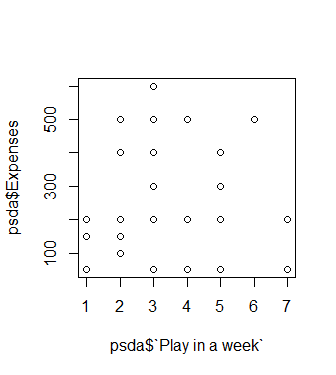 psda$Expenses
500
300
100
1 2 3 4 5 6 7
psda$`Play in a week`